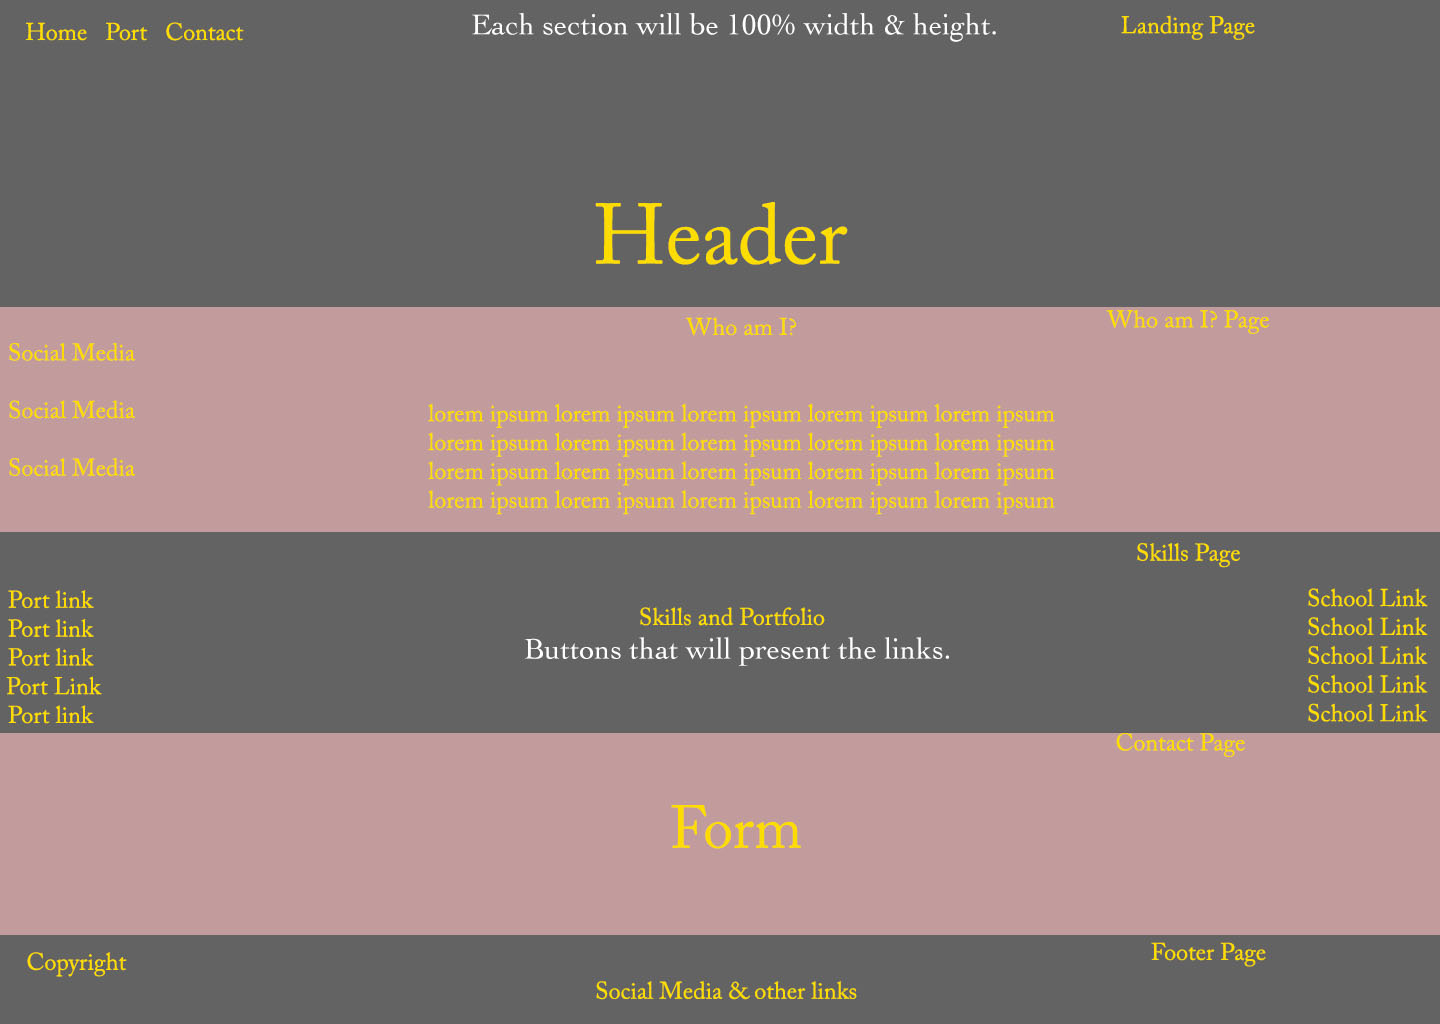 Home Port Contact
Each section will be 100% width & height.
Landing Page
Header
Who am I?
Who am I? Page
Social Media
Social Media
Social Media
lorem ipsum lorem ipsum lorem ipsum lorem ipsum lorem ipsum
lorem ipsum lorem ipsum lorem ipsum lorem ipsum lorem ipsum
lorem ipsum lorem ipsum lorem ipsum lorem ipsum lorem ipsum
lorem ipsum lorem ipsum lorem ipsum lorem ipsum lorem ipsum
Skills Page
Port link
Port link
Port link
Port Link
Port link
Skills and Portfolio
Buttons that will present the links.
School Link
School Link
School Link
School Link
School Link
Contact Page
Form
Footer Page
Copyright
Social Media & other links